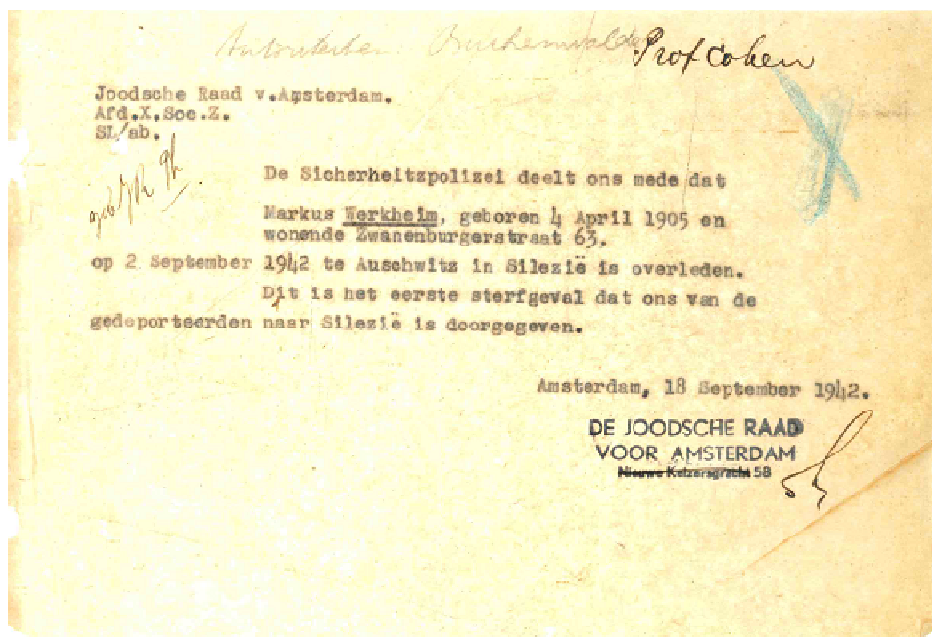 Autoriteiten Buchenwalde
Prof Cohen
Joodsche Raad v.Amsterdam.
Afd.X.Soc.Z.
SL/ab.
De Sicherheitzpolizei deelt ons mede dat
Markus Werkheim, geboren 4 April 1905 en
wonende Zwanenburgerstraat 63.
op 2 September 1942 te Auschwitz in Silezië is overleden.
Dit is het eerste sterfgeval dat ons van de
gedeporteerden naar Silezië is doorgegeven.
Amsterdam, 18 September 1942.
DE JOODSCHE RAAD
VOOR AMSTERDAM
Nieuwe Keizersgracht 58